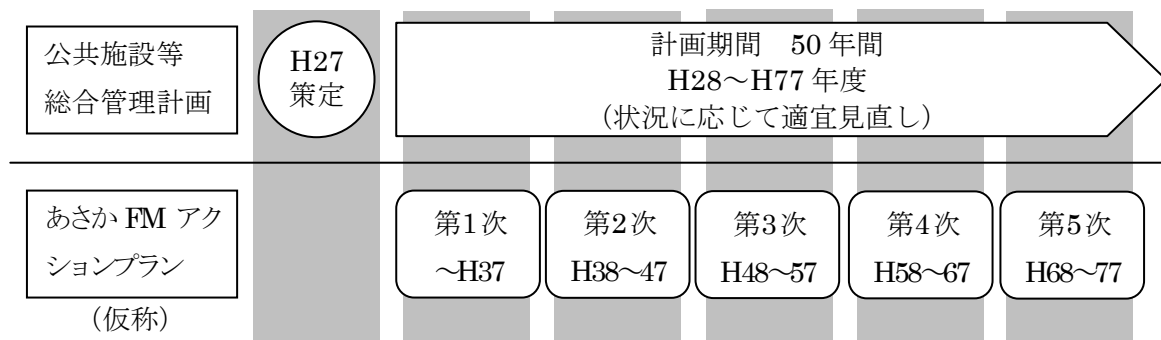 公共施設等
総合管理計画
H27
策定
計画期間　50年間
H28～H77年度
（状況に応じて適宜見直し）
あさか FM アク
ションプラン
（仮称）
第1次
～H37
第2次
H38～47
第3次
H48～57
第4次
H58～67
第5次
H68～77